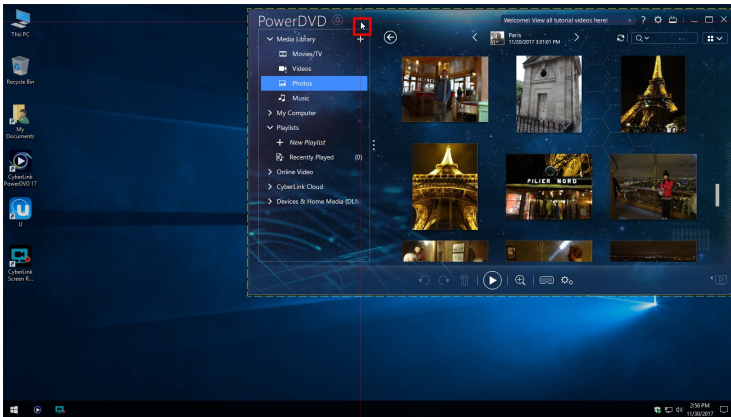 This PC
Recycle Bin
My
Documents
CyberLink
PowerDVD 17
U
CyberLink
Screen R...
PowerDVD
Welcome! View all tutorial videos here!
Media Library
Movies/TV
Videos
Photos
Music
My Computer
Playlists
New Playlist
Recently Played (0)
Online Video
CyberLink Cloud
Devices & Home Media (DLN
Paris
11/20/2017 3:51:01 PM
PILIER NORD
2:56 PM
11/30/2017